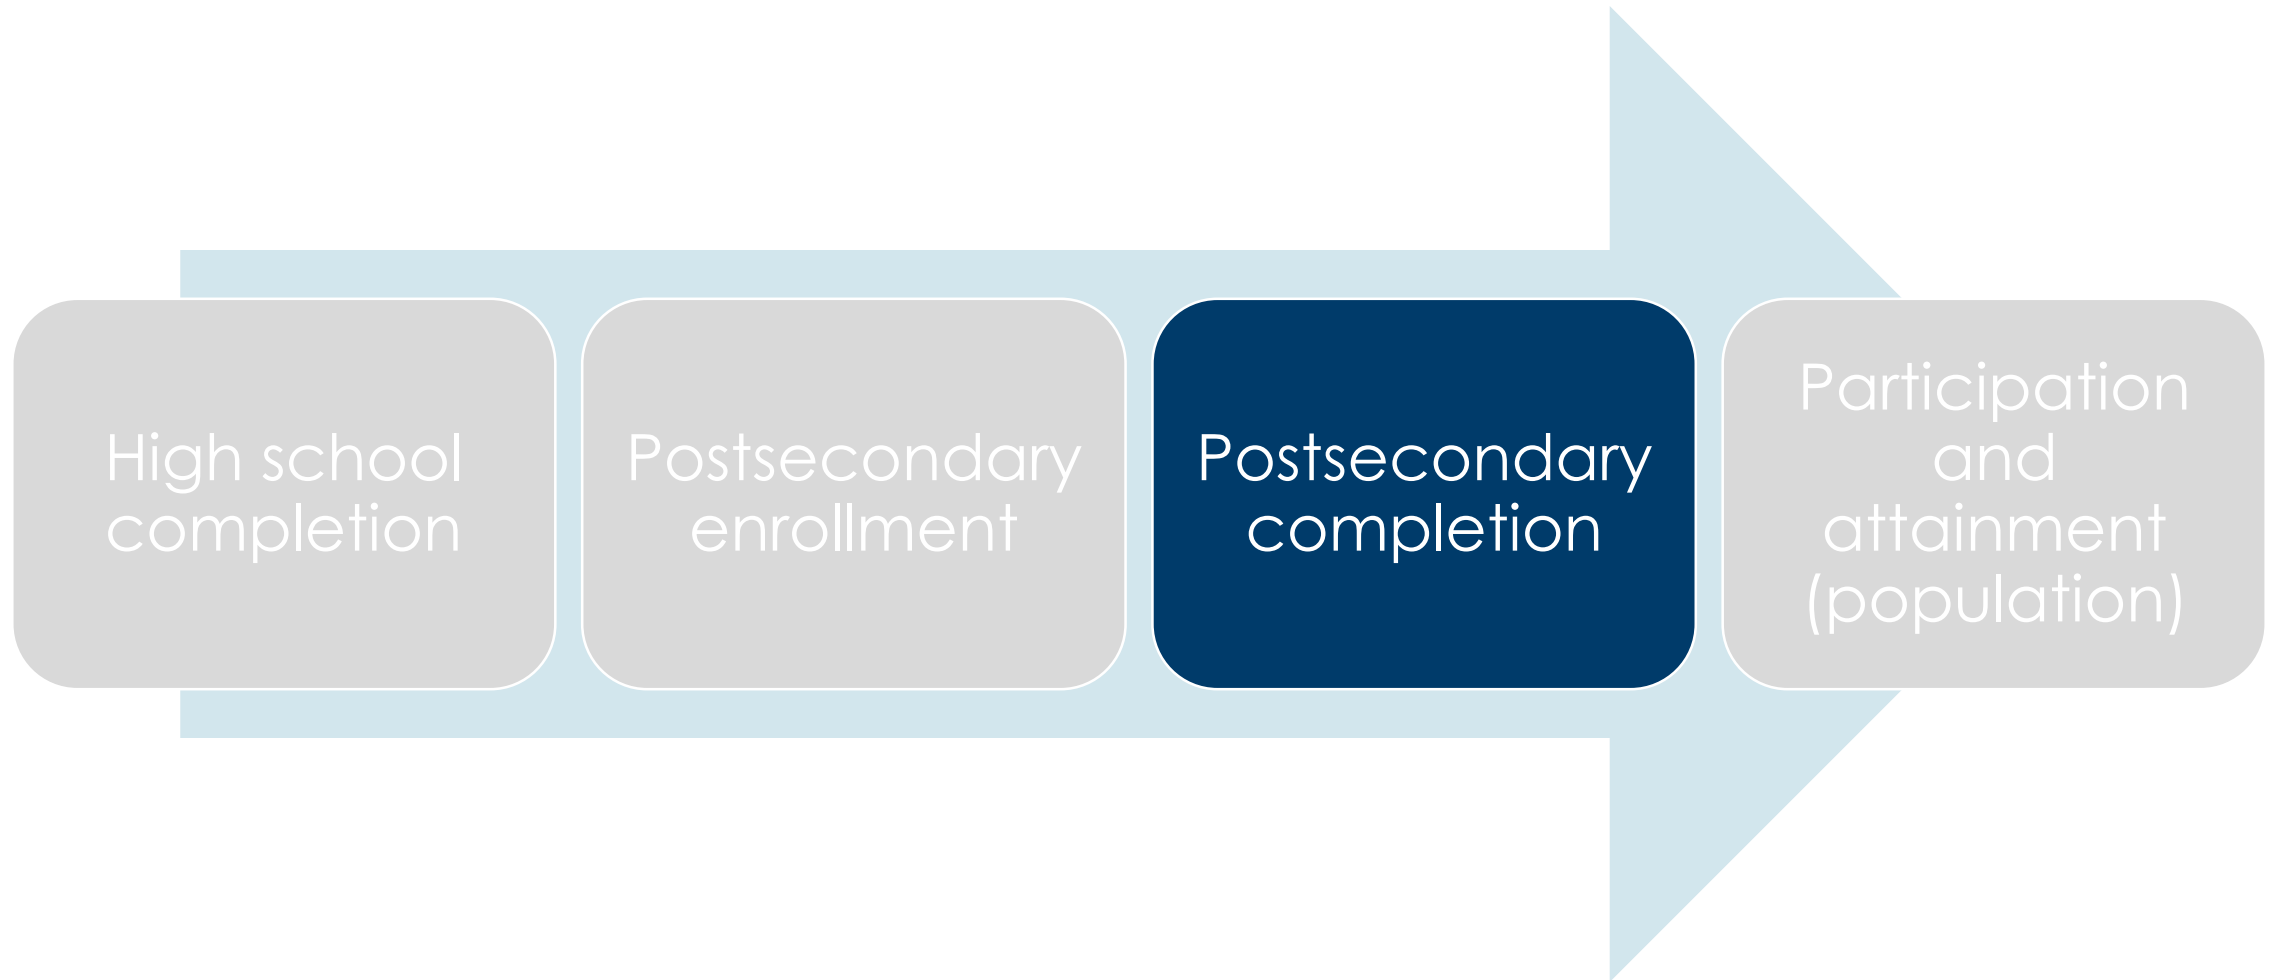 High school
completion
Postsecondary
enrollment
Postsecondary
completion
Participation
and
attainment
(population)